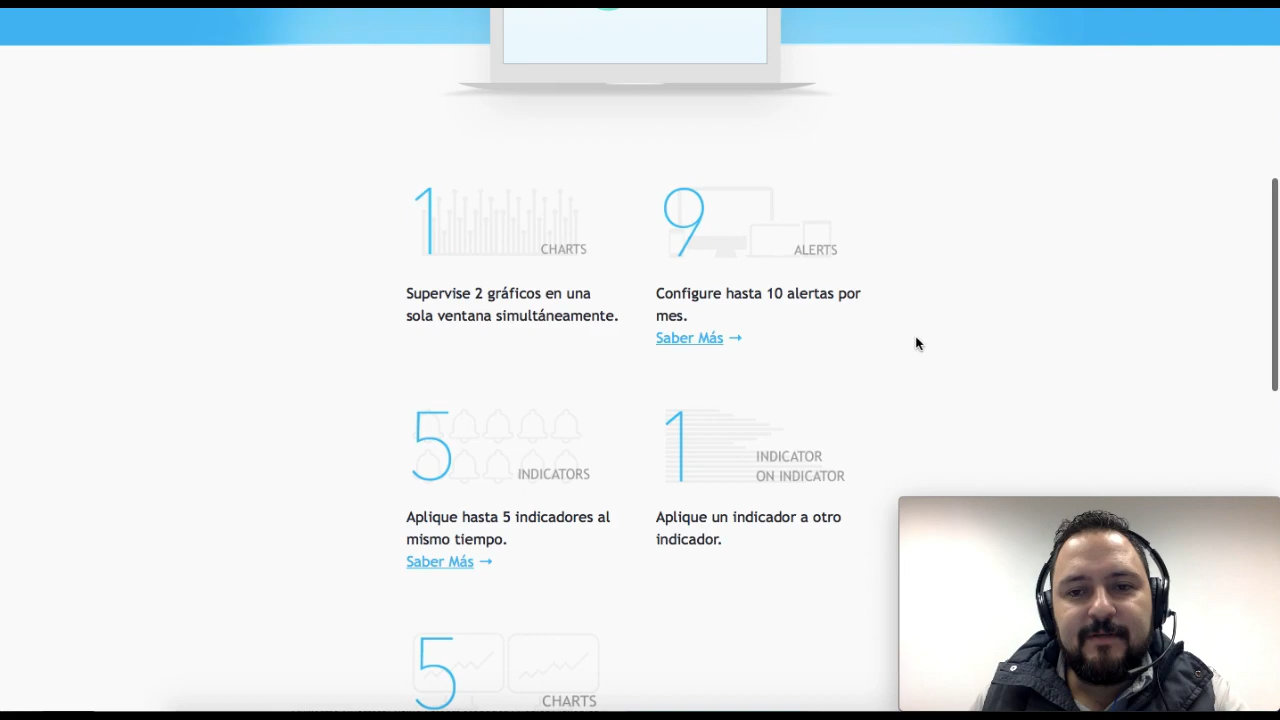 1 CHARTS
9 ALERTS
Supervise 2 gráficos en una
sola ventana simultáneamente.
Configure hasta 10 alertas por
mes.
Saber Más →
5 INDICATORS
1 INDICATOR
ON INDICATOR
Aplique hasta 5 indicadores al
mismo tiempo.
Saber Más →
Aplique un indicador a otro
indicador.
5 CHARTS